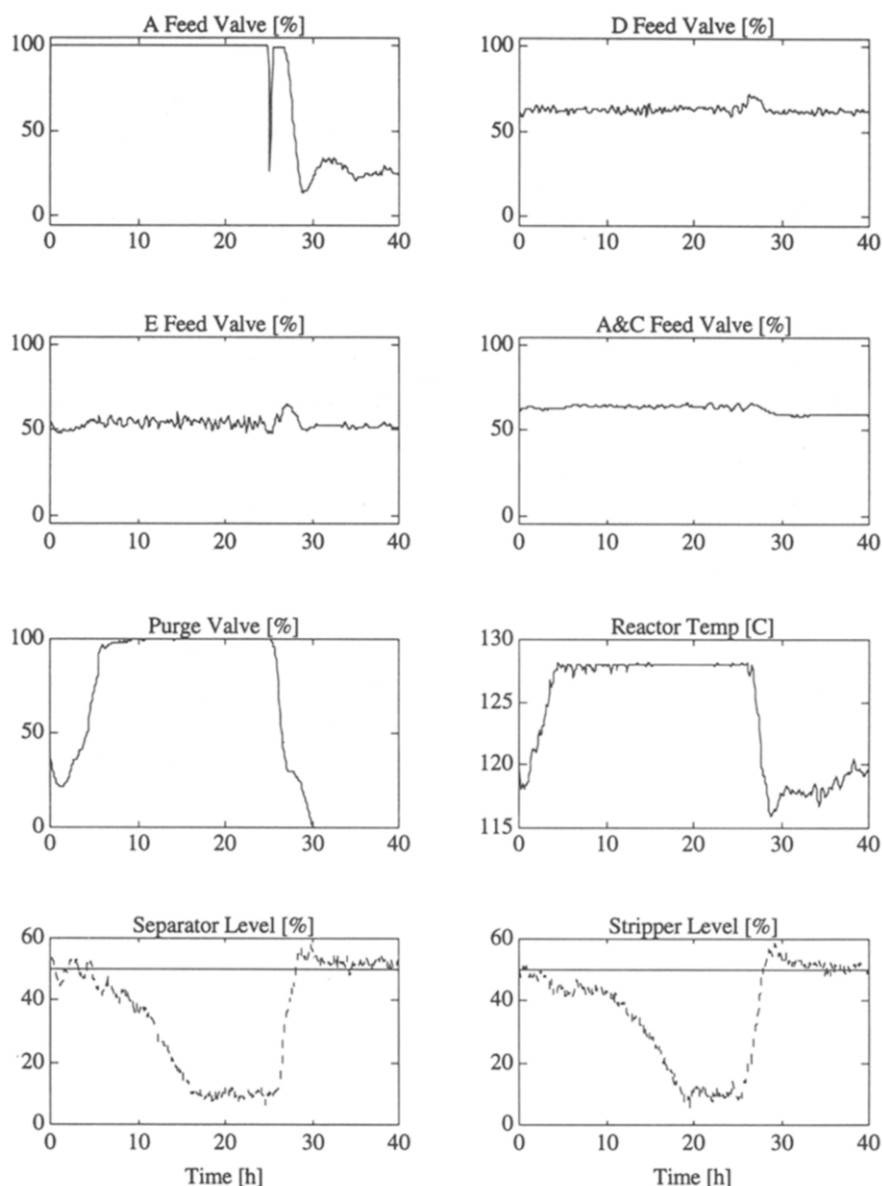 A Feed Valve [%]
D Feed Valve [%]
100
50
0
0 10 20 30 40
100
50
0
0 10 20 30 40
E Feed Valve [%]
A&C Feed Valve [%]
100
50
0
0 10 20 30 40
100
50
0
0 10 20 30 40
Purge Valve [%]
Reactor Temp [C]
100
50
0
0 10 20 30 40
130
125
120
115
0 10 20 30 40
Separator Level [%]
Stripper Level [%]
60
40
20
0
0 10 20 30 40
Time [h]
60
40
20
0
0 10 20 30 40
Time [h]